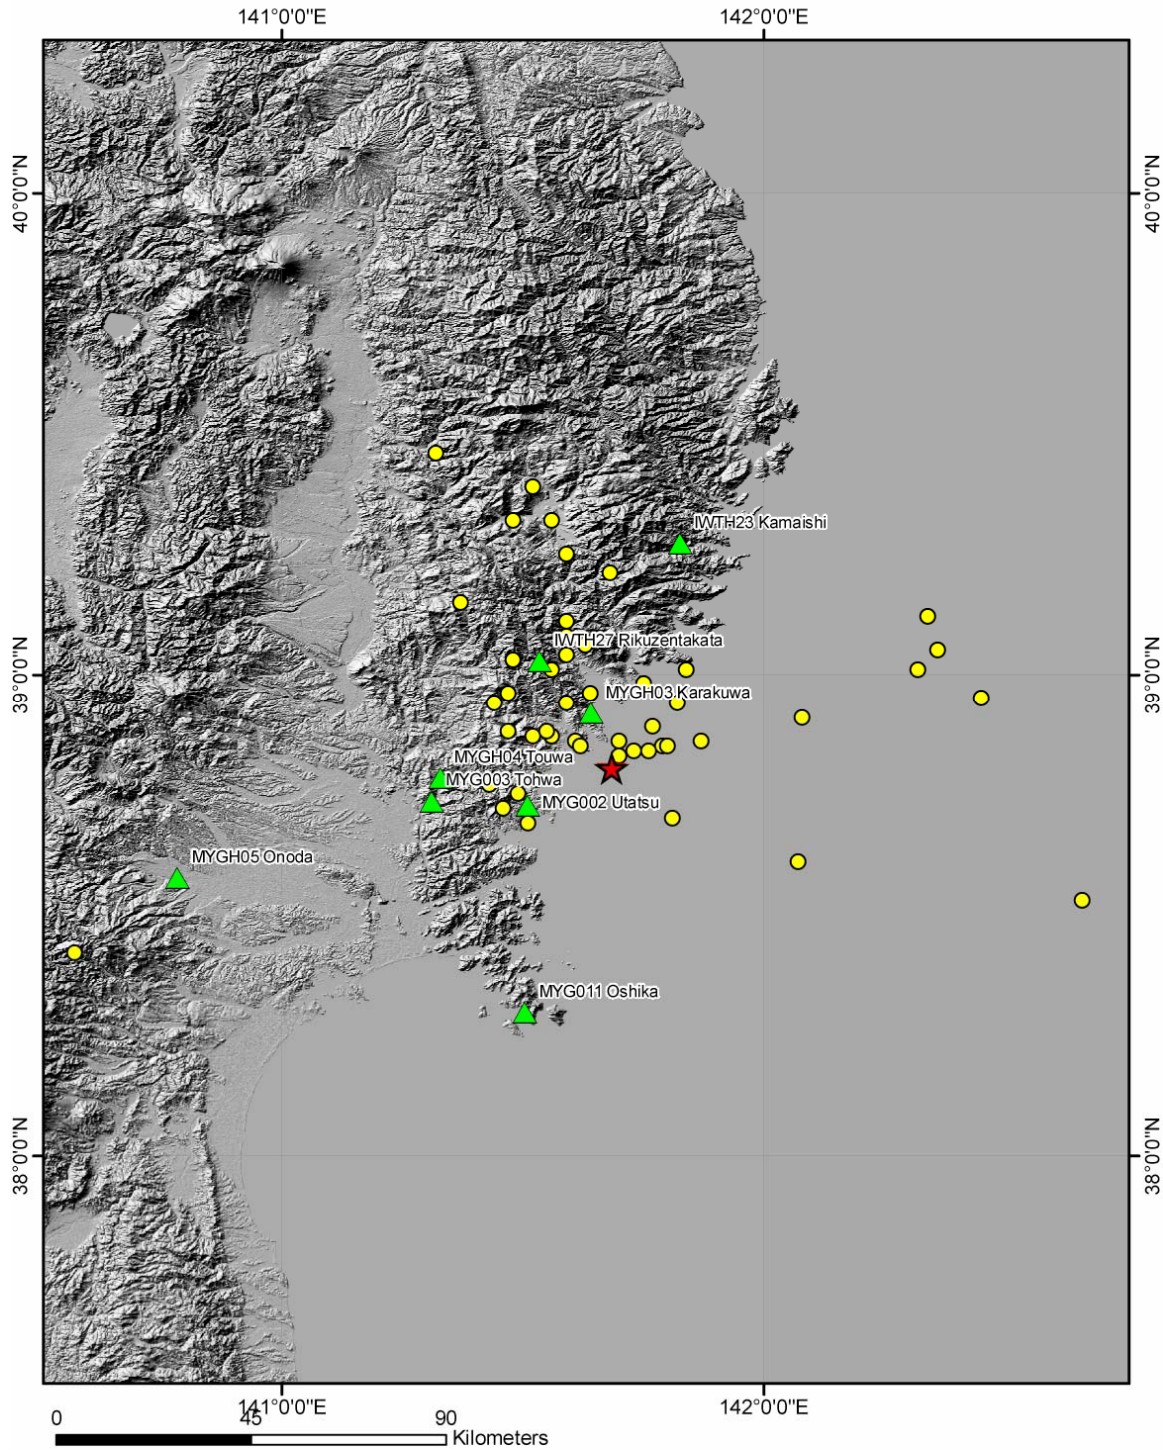 141°0'0"E
142°0'0"E
40°0'0"N
40°0'0"N
IWTH23 Kamaishi
IWTH27 Rikuzentakata
39°0'0"N
39°0'0"N
MYGH03 Karakuwa
MYGH04 Touwa
MYG003 Tohwa
MYG002 Utatsu
MYGH05 Onoda
MYG011 Oshika
38°0'0"N
38°0'0"N
141°0'0"E
142°0'0"E
0
45
90
Kilometers